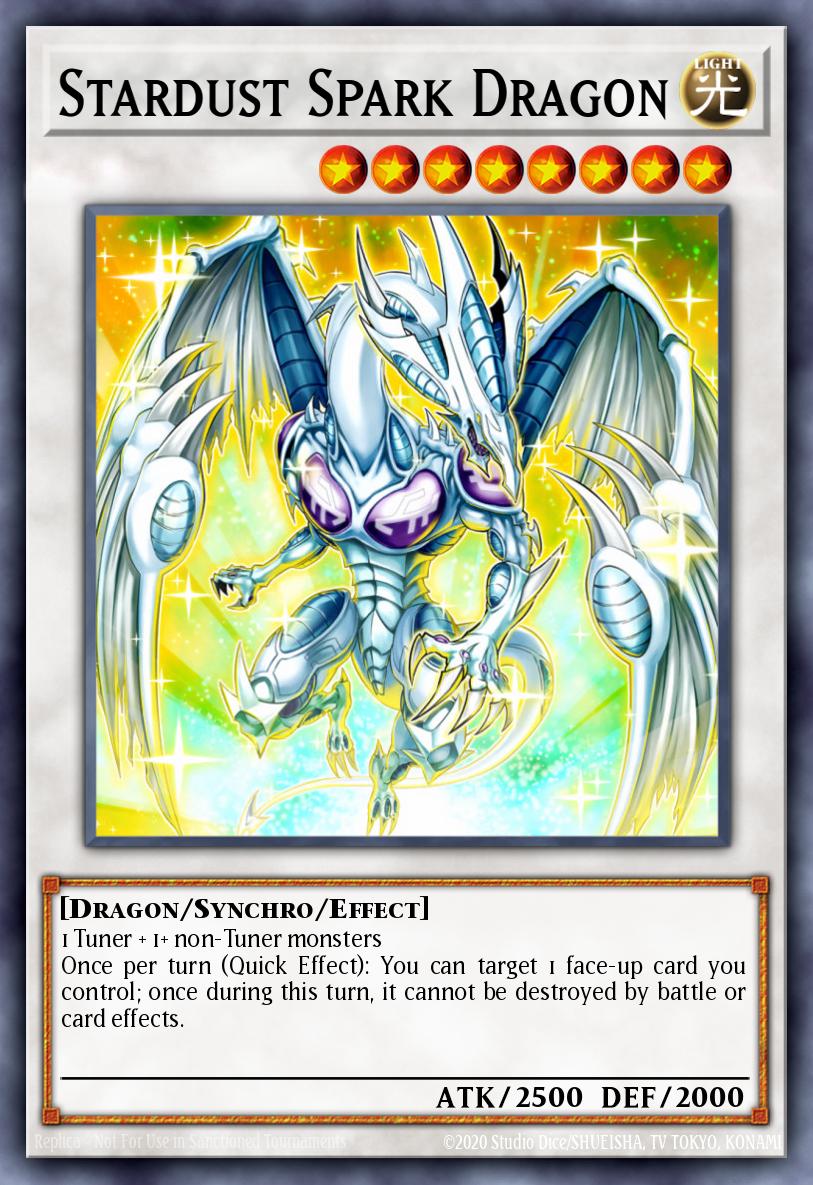 Stardust Spark Dragon
LIGHT
光
[Dragon/Synchro/Effect]
1 Tuner + 1+ non-Tuner monsters
Once per turn (Quick Effect): You can target 1 face-up card you
control; once during this turn, it cannot be destroyed by battle or
card effects.
ATK/2500 DEF/2000
Replica - Not For Use in Sanctioned Tournaments
©2020 Studio Dice/SHUEISHA, TV TOKYO, KONAMI